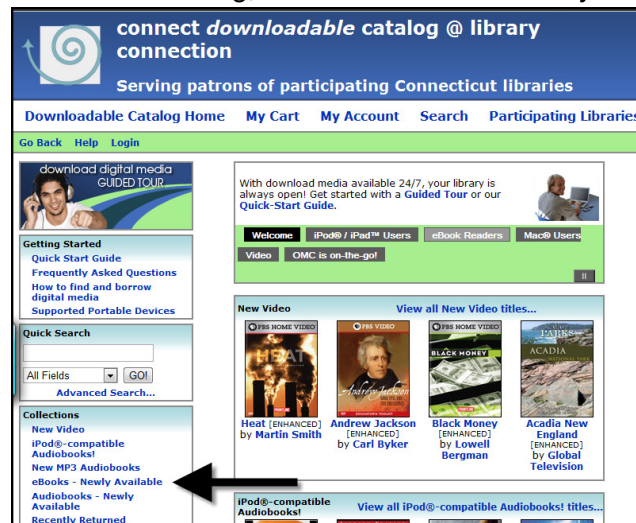 connect downloadable catalog @ library
connection
Serving patrons of participating Connecticut libraries
Downloadable Catalog Home My Cart My Account Search Participating Libraries
Go Back Help Login
download digital media
GUIDED TOUR
With download media available 24/7, your library is
always open! Get started with a Guided Tour or our
Quick-Start Guide.
Welcome iPod® / iPad™ Users eBook Readers Mac® Users
Video OMC is on-the-go!
Getting Started
Quick Start Guide
Frequently Asked Questions
How to find and borrow
digital media
Supported Portable Devices
Quick Search
All Fields GO!
Advanced Search...
Collections
New Video
iPod®-compatible
Audiobooks!
New MP3 Audiobooks
eBooks - Newly Available
Audiobooks - Newly
Available
Recently Returned
New Video View all New Video titles...
PBS HOME VIDEO
HEAT
PBS VIDEO
Andrew Jackson
PBS HOME VIDEO
BLACK MONEY
PARKS
ACADIA
Heat [ENHANCED]
by Martin Smith
Andrew Jackson
[ENHANCED]
by Carl Byker
Black Money
[ENHANCED]
by Lowell
Bergman
Acadia New
England
[ENHANCED]
by Global
Television
iPod®-compatible
Audiobooks! View all iPod®-compatible Audiobooks! titles...